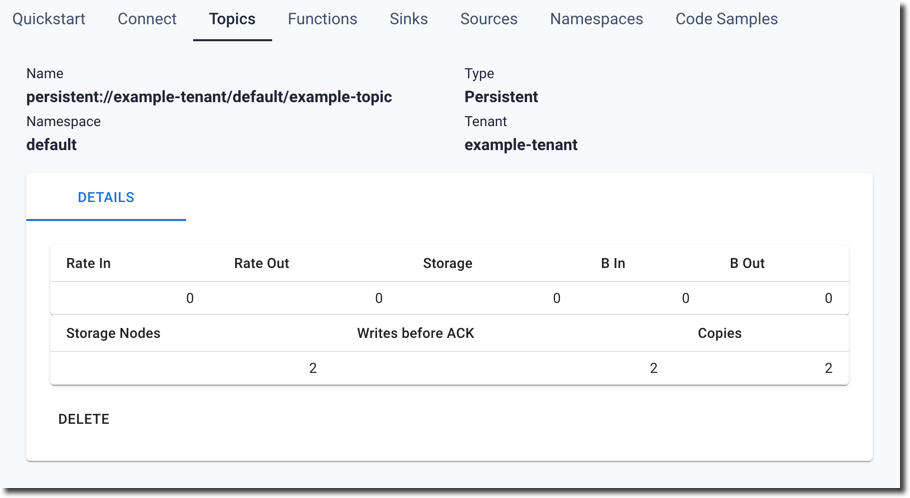 Quickstart Connect Topics Functions Sinks Sources Namespaces Code Samples
Name Type
persistent://example-tenant/default/example-topic Persistent
Namespace Tenant
default example-tenant
DETAILS
Rate In Rate Out Storage B In B Out
0 0 0 0 0
Storage Nodes Writes before ACK Copies
2 2 2
DELETE